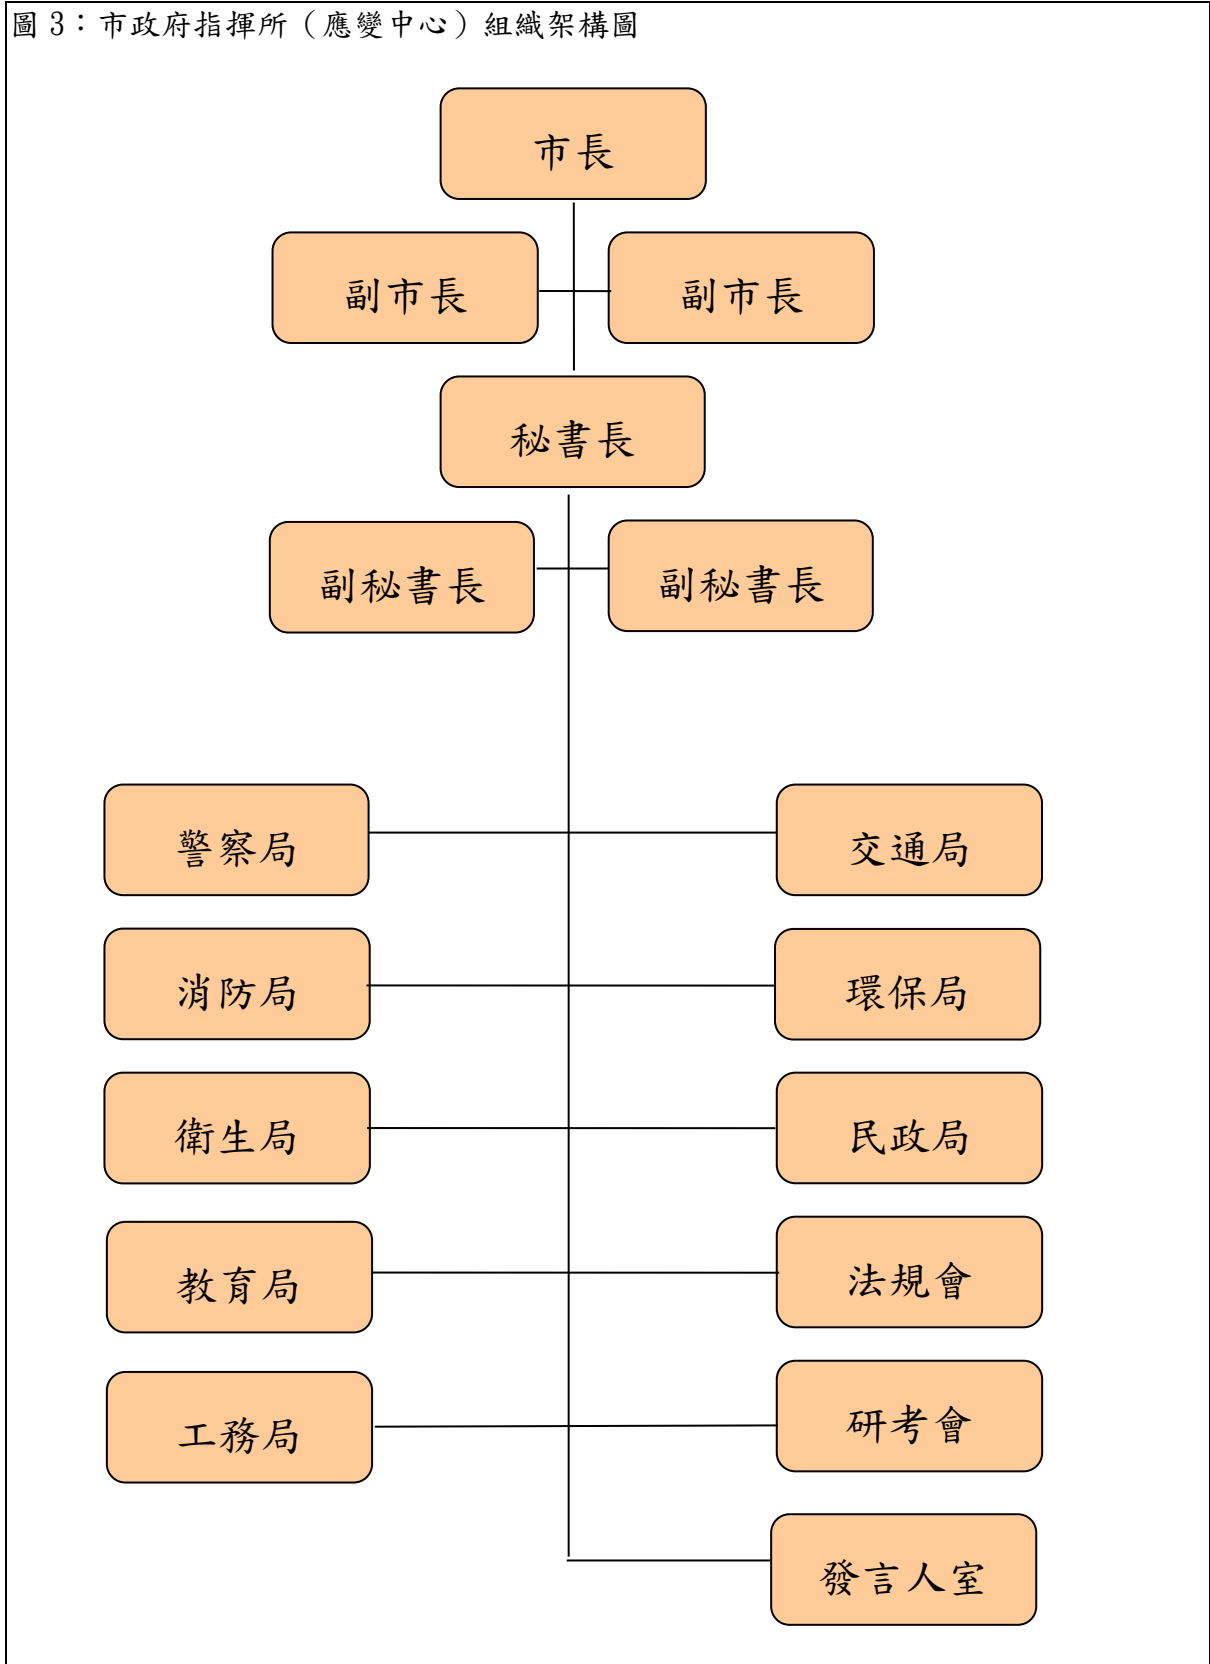 圖 3：市政府指揮所（應變中心）組織架構圖
市長
副市長
副市長
秘書長
副秘書長
副秘書長
警察局
交通局
消防局
環保局
衛生局
民政局
教育局
法規會
工務局
研考會
發言人室